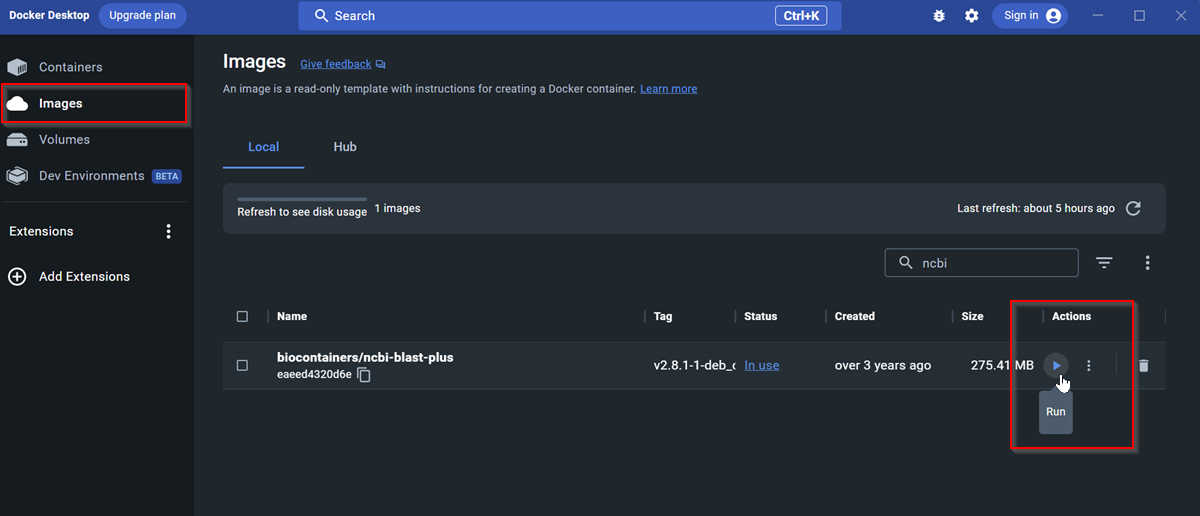 Docker Desktop Upgrade plan Search Ctrl+K Sign in
Containers
Images
Volumes
Dev Environments BETA
Extensions
Add Extensions
Images Give feedback
An image is a read-only template with instructions for creating a Docker container. Learn more
Local Hub
Refresh to see disk usage 1 images Last refresh: about 5 hours ago
ncbi
Name Tag Status Created Size Actions
biocontainers/ncbi-blast-plus
eaeed4320d6e
v2.8.1-1-deb_c In use over 3 years ago 275.41 MB
Run